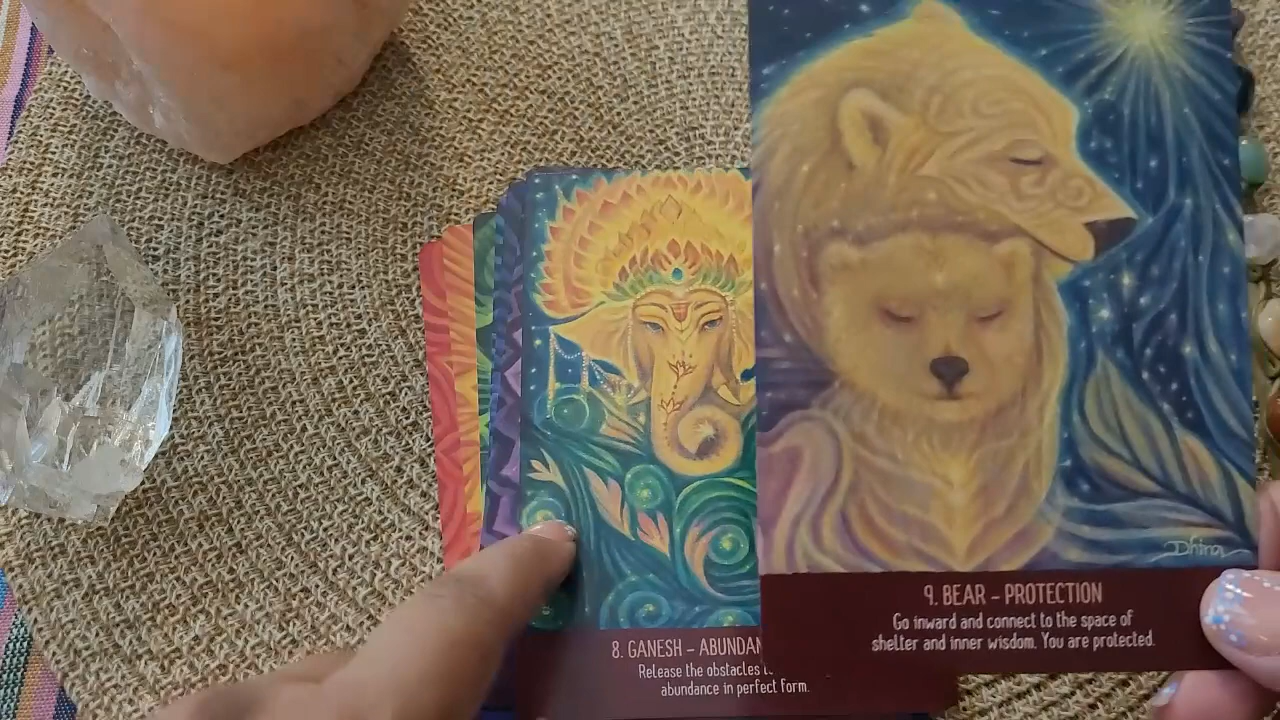 Dhira
9. BEAR – PROTECTION
Go inward and connect to the space of
shelter and inner wisdom. You are protected.
8. GANESH – ABUNDAN
Release the obstacles
abundance in perfect form.